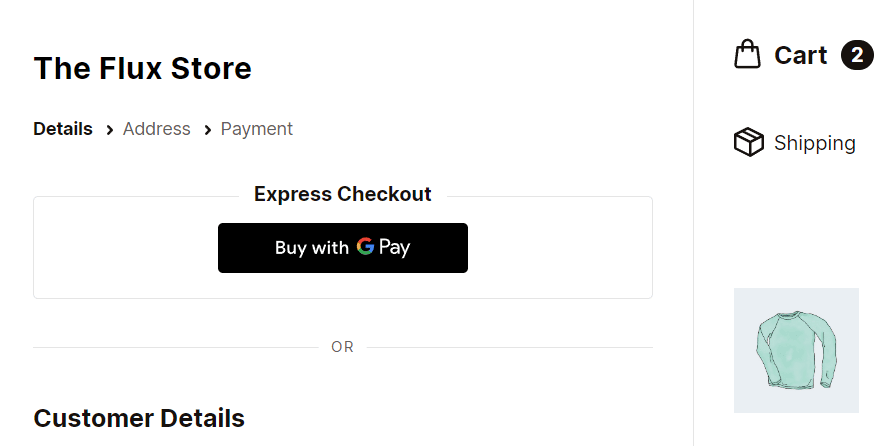 The Flux Store
Details > Address > Payment
Express Checkout
Buy with G Pay
OR
Customer Details
Cart 2
Shipping